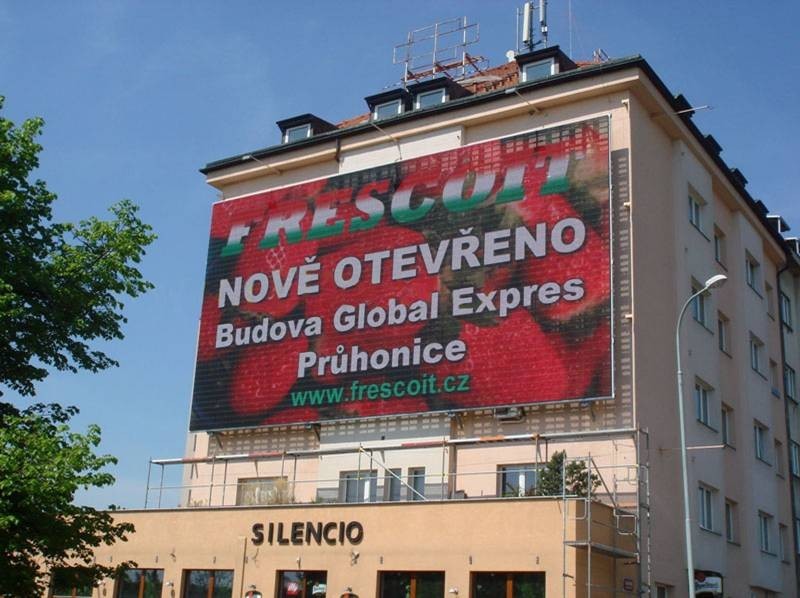 FRESCOIT
NOVĚ OTEVŘENO
Budova Global Expres
Průhonice
www.frescoit.cz
SILENCIO